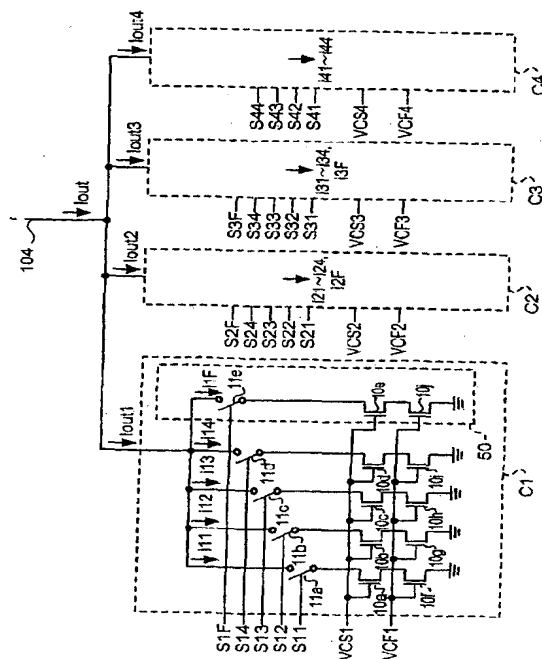 104
Iout
Iout1
Iout2
Iout3
Iout4
I11
I12
I13
I14
I1F
11a
11b
11c
11d
11e
S1F
S14
S13
S12
S11
VCS1
VCF1
10a
10b
10c
10d
10e
10f
10g
10h
10i
10j
50
C1
S2F
S24
S23
S22
S21
VCS2
VCF2
I21~I24,
I2F
C2
S3F
S34
S33
S32
S31
VCS3
VCF3
I31~I34,
I3F
C3
S44
S43
S42
S41
VCS4
VCF4
I41~I44
C4